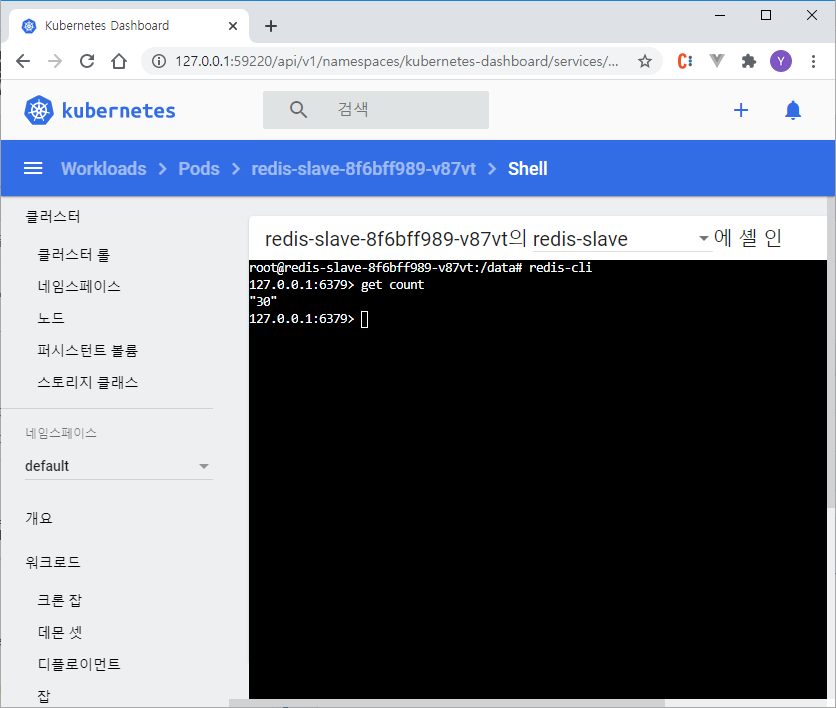 Kubernetes Dashboard
127.0.0.1:59220/api/v1/namespaces/kubernetes-dashboard/services/...
Y
kubernetes
검색
Workloads > Pods > redis-slave-8f6bff989-v87vt > Shell
클러스터
클러스터 롤
네임스페이스
노드
퍼시스턴트 볼륨
스토리지 클래스
네임스페이스
default
개요
워크로드
크론 잡
데몬 셋
디플로이먼트
잡
redis-slave-8f6bff989-v87vt의 redis-slave 에 셸 인
root@redis-slave-8f6bff989-v87vt:/data# redis-cli
127.0.0.1:6379> get count
"30"
127.0.0.1:6379>